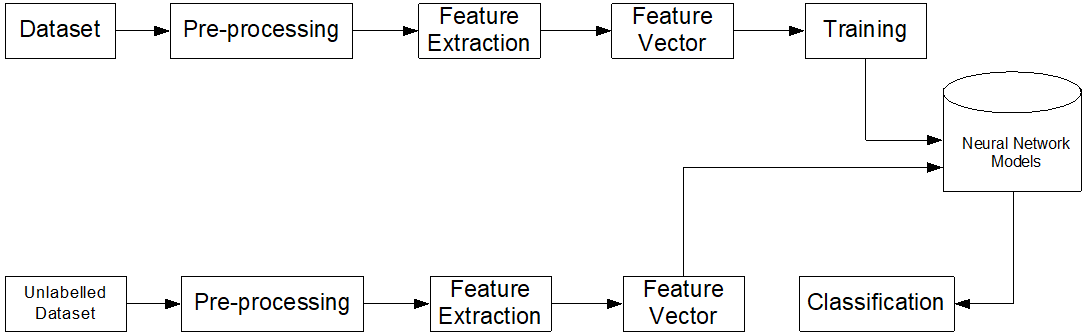 Dataset
Pre-processing
Feature
Extraction
Feature
Vector
Training
Neural Network
Models
Unlabelled
Dataset
Pre-processing
Feature
Extraction
Feature
Vector
Classification